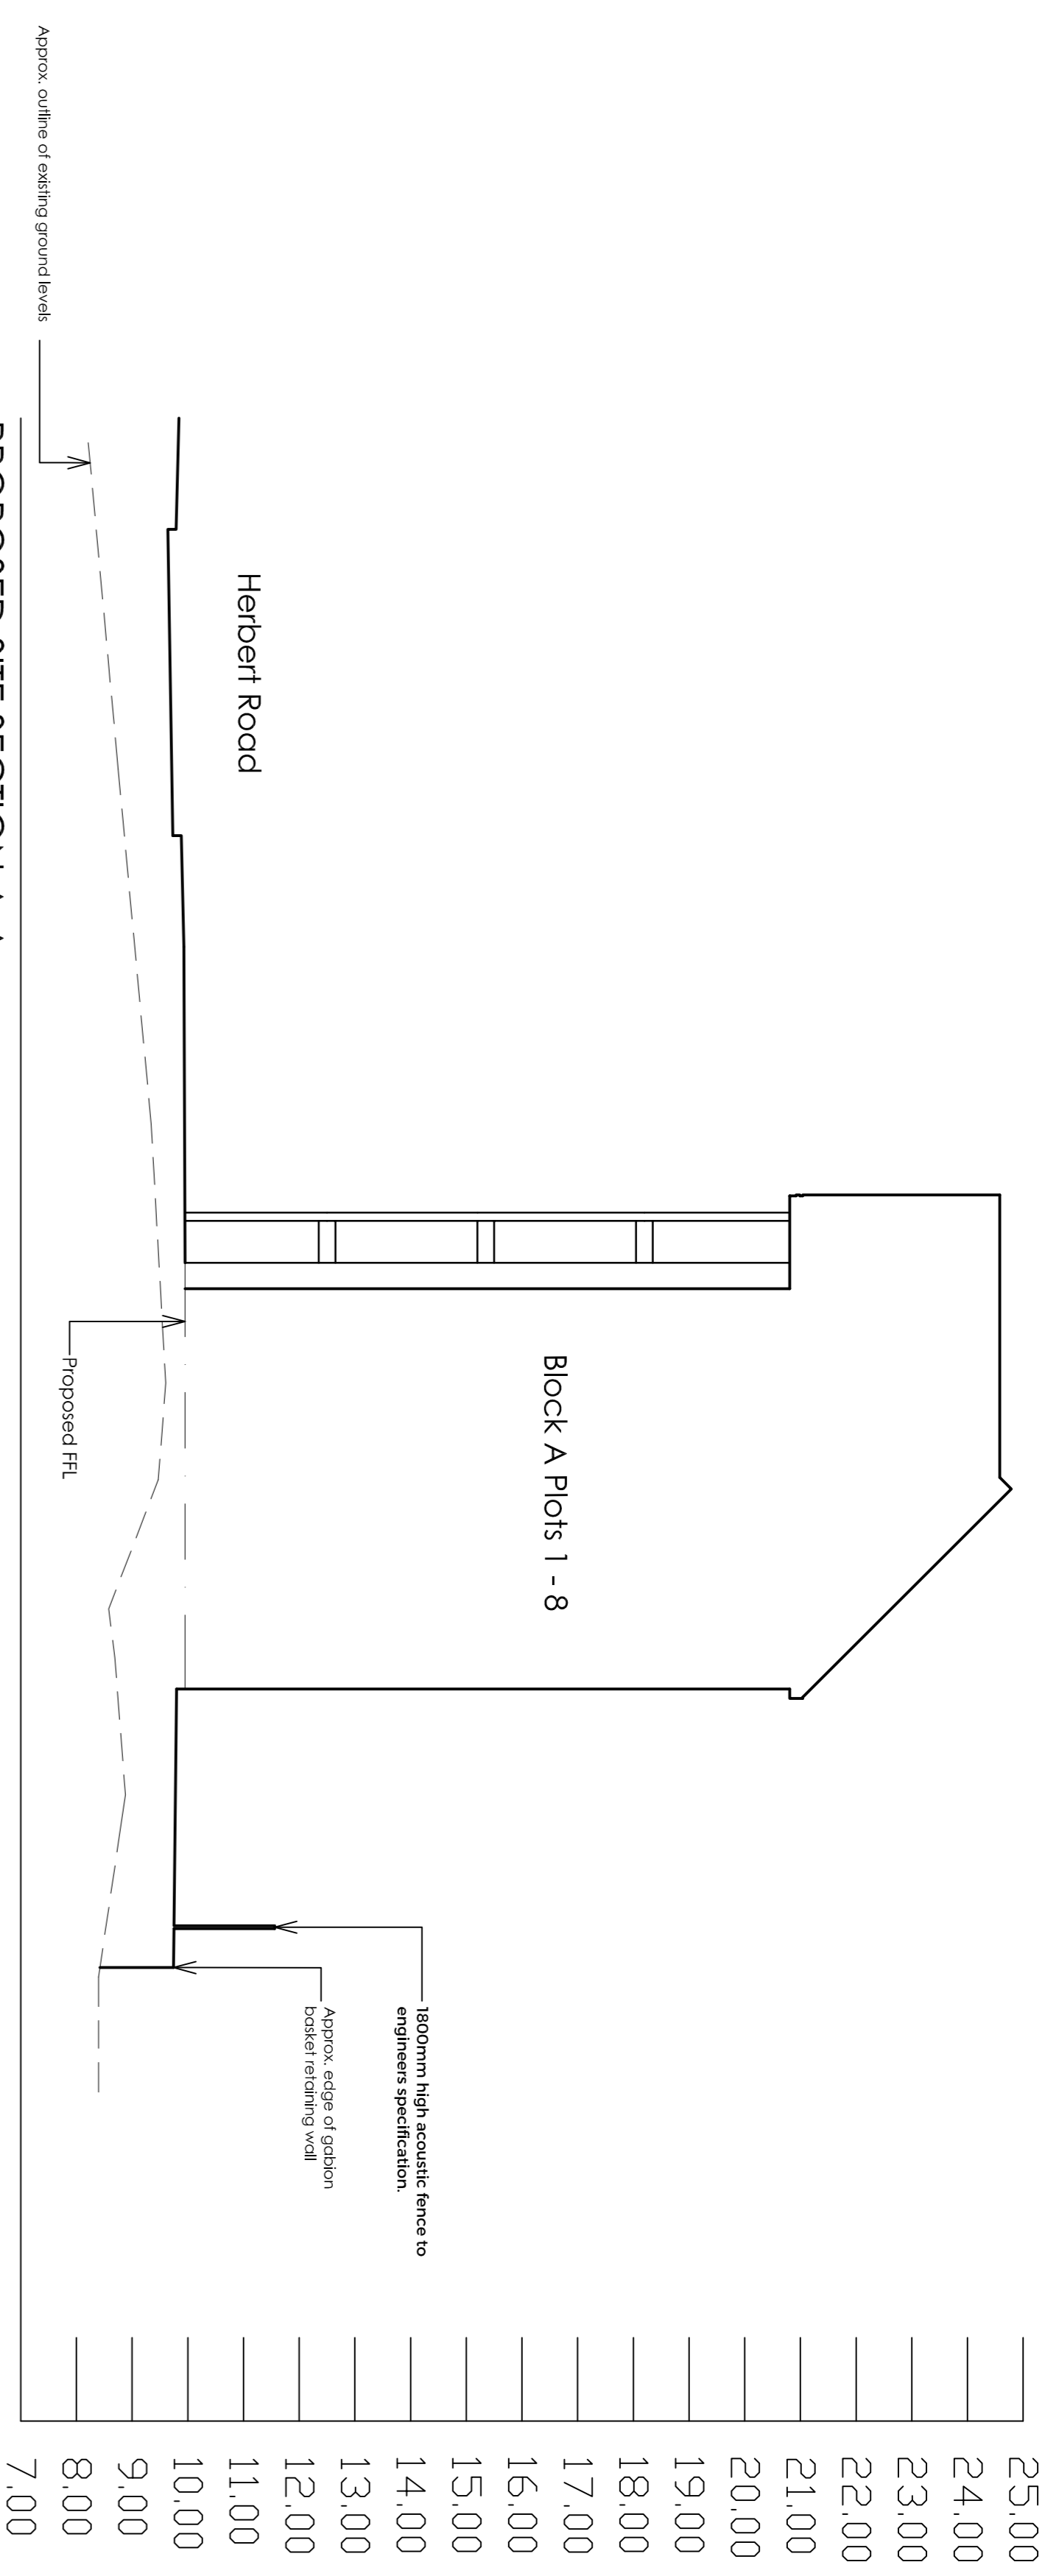 25.00
24.00
23.00
22.00
21.00
20.00
19.00
18.00
17.00
16.00
15.00
14.00
13.00
12.00
11.00
10.00
9.00
8.00
7.00
Block A Plots 1 - 8
1800mm high acoustic fence to
engineers specification.
Approx. edge of gabion
basket retaining wall
Herbert Road
Proposed FFL
Approx. outline of existing ground levels
PROPOSED SITE SECTION A-A